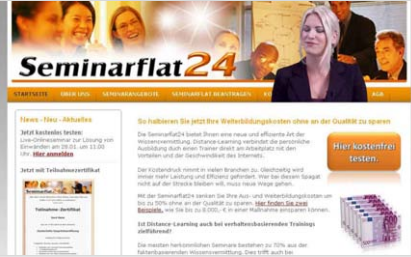 Seminarflat24
STARTSEITE ÜBER UNS SEMINARANGEBOTE SEMINARFLAT BEANTRAGEN AGA
News - Neu - Aktuelles
Jetzt kostenlos testen:
Live-Onlineseminar zur Lösung von
Einwänden am 28.01. um 13.00
Uhr. Hier anmelden
Jetzt mit Teilnahmezertifikat
Seminarflat
Teilnahme-Zertifikat
So halbieren Sie jetzt Ihre Weiterbildungskosten ohne an der Qualität zu sparen
Die Seminarflat24 bietet Ihnen eine neue und effiziente Art der
Wissensvermittlung. Distance-Learning verbindet die persönliche
Ausbildung durch einen Trainer direkt am Arbeitsplatz mit den
Vorteilen und der Geschwindigkeit des Internets.
Der Kostendruck nimmt in vielen Branchen zu. Gleichzeitig wird
immer mehr Leistung und Effizienz gefordert. Wer bei diesem Spagat
nicht auf der Strecke bleiben will, muss neue Wege gehen.
Mit der Seminarflat24 senken Sie Ihre Aus- und Weiterbildungskosten um
bis zu 50% ohne an der Qualität zu sparen. Hier finden Sie zwei
Beispiele, wie Sie bis zu 8.000,- € in einer Maßnahme einsparen können.
Ist Distance-Learning auch bei verhaltensbasierenden Trainings
zielführend?
Die meisten herkömmlichen Seminare bestehen zu 70% aus der
faktenbasierenden Wissensvermittlung. Dies trifft auch bei
Hier kostenfrei
testen.